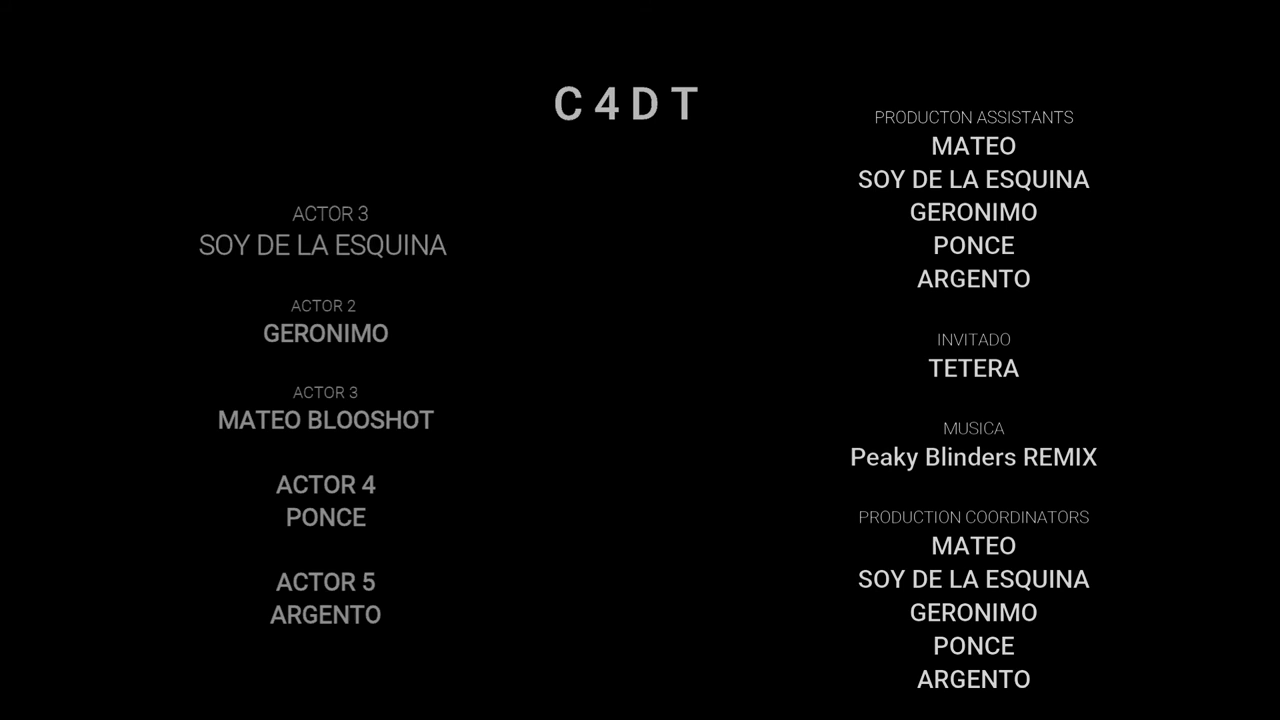 C4DT
ACTOR 3
SOY DE LA ESQUINA
ACTOR 2
GERONIMO
ACTOR 3
MATEO BLOOSHOT
ACTOR 4
PONCE
ACTOR 5
ARGENTO
PRODUCTON ASSISTANTS
MATEO
SOY DE LA ESQUINA
GERONIMO
PONCE
ARGENTO
INVITADO
TETERA
MUSICA
Peaky Blinders REMIX
PRODUCTION COORDINATORS
MATEO
SOY DE LA ESQUINA
GERONIMO
PONCE
ARGENTO